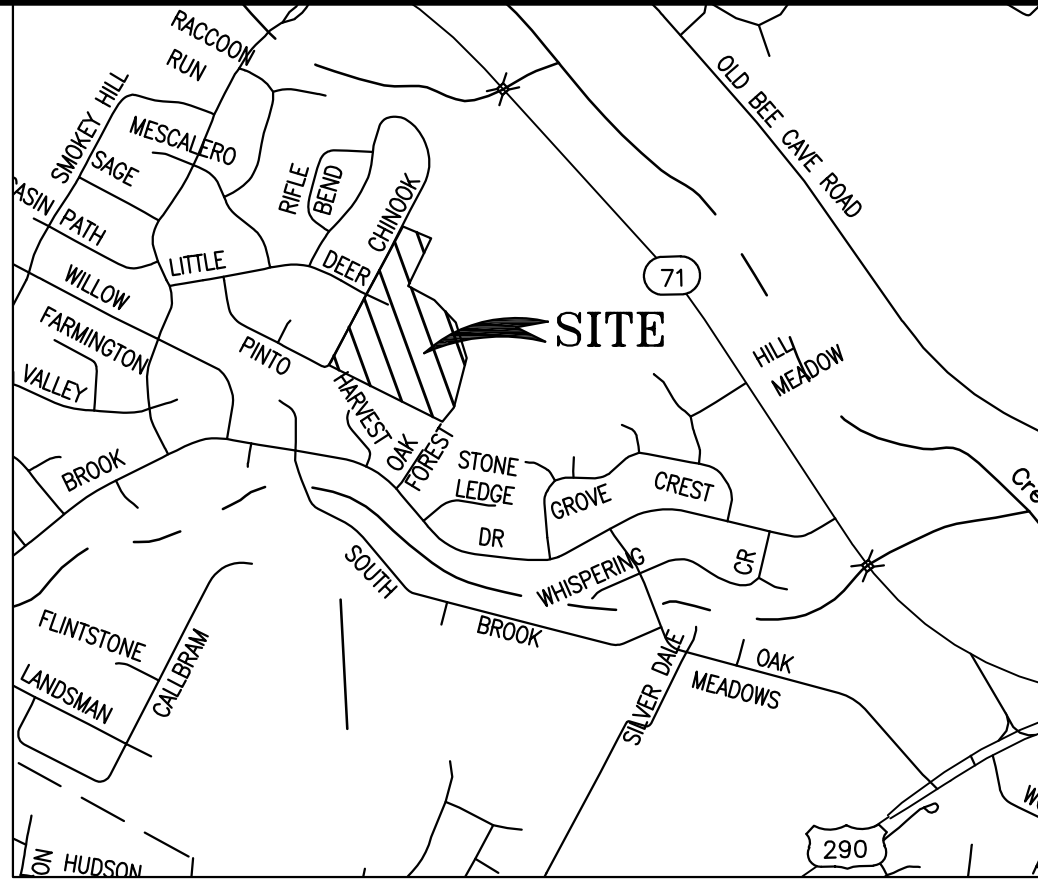 RACCOON
RUN
OLD BEE CAVE ROAD
SMOKEY HILL
MESCALERO
SAGE
RIFLE
BEND
CHINOOK
PATH
LITTLE
DEER
WILLOW
71
FARMINGTON
SITE
PINTO
HILL
MEADOW
VALLEY
HARVEST
OAK
FOREST
BROOK
STONE
LEDGE
GROVE
CREST
DR
CR
SOUTH
WHISPERING
BROOK
FLINTSTONE
CALLBRAM
SILVER DALE
OAK
MEADOWS
LANDSMAN
290
HUDSON